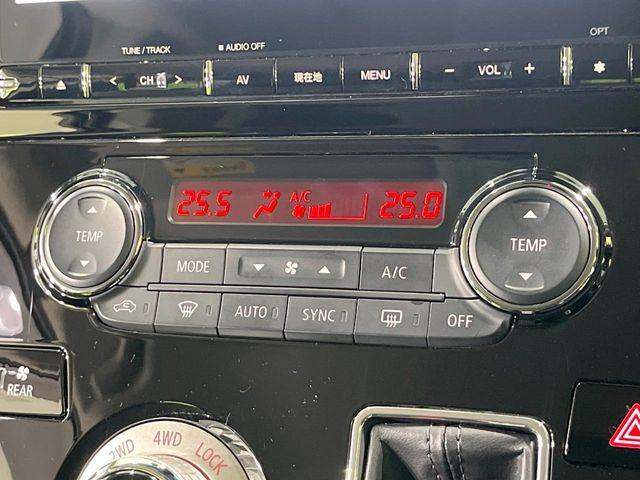 TUNE / TRACK
AUDIO OFF
OPT
< CH >
AV
現在地
MENU
- VOL +
25.5
A/C
25.0
TEMP
TEMP
MODE
A/C
AUTO
SYNC
OFF
REAR
2WD
4WD
LOCK